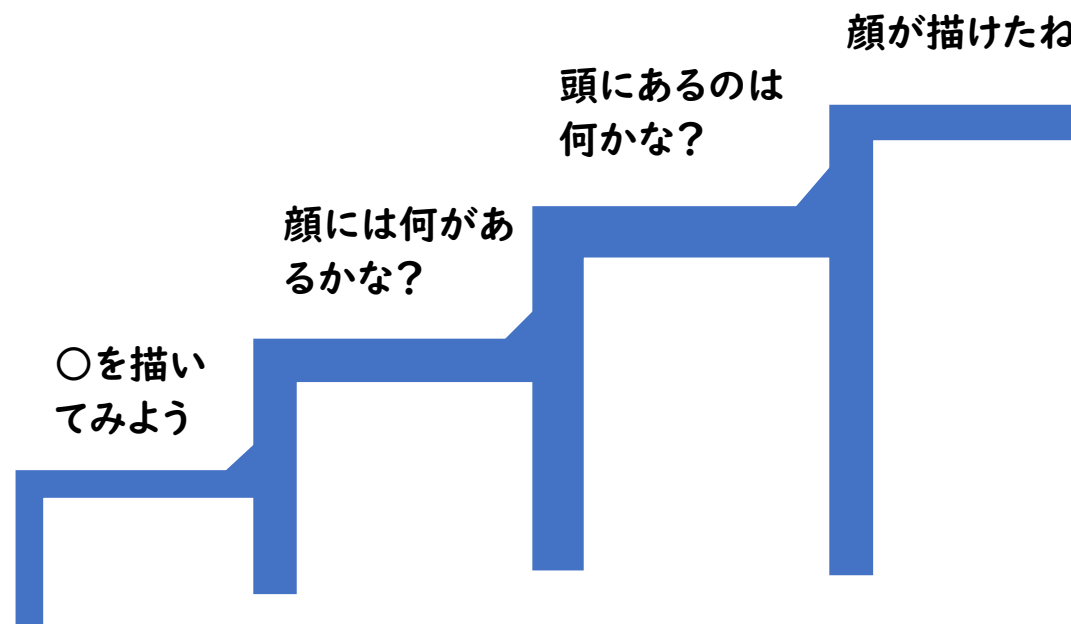 ○を描い
てみよう
顔には何があ
るかな？
頭にあるのは
何かな？
顔が描けたね